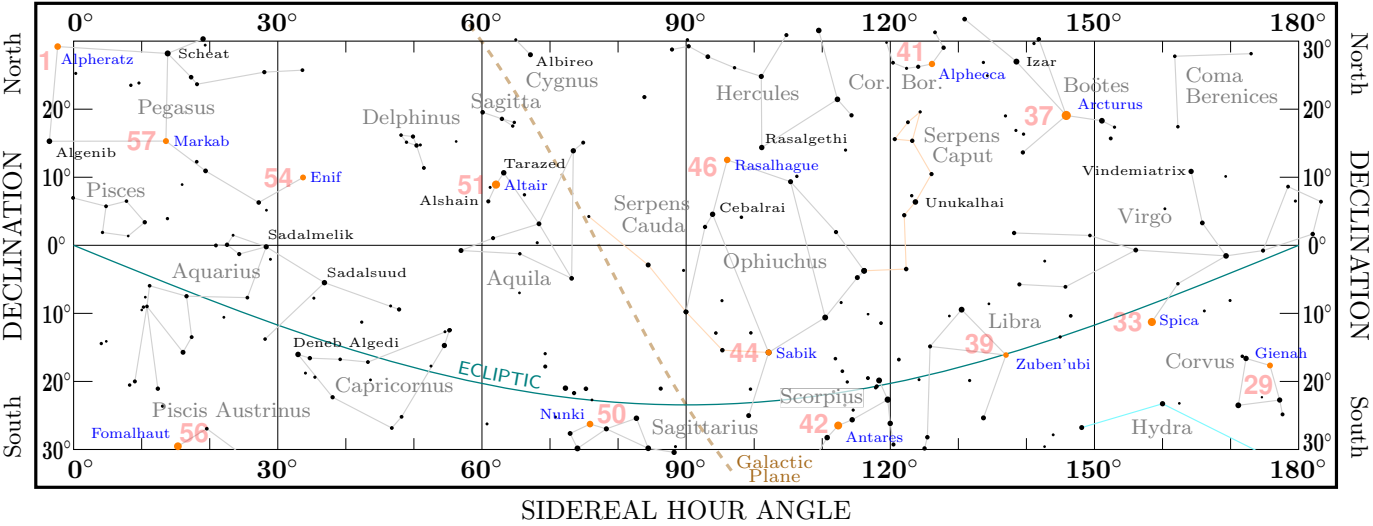 0° 30° 60° 90° 120° 150° 180°
North
North
30°
41
Scheat
Albireo
Izar
1
Alpheratz
Cygnus
Alphecca
Boötes
Coma
Berenices
Cor. Bor.
Hercules
Pegasus
Sagitta
Arcturus
37
20°
20°
Delphinus
57
Markab
Rasalgethi
Serpens
Caput
Algenib
Tarazed
46
Rasalhague
Vindemiatrix
54
Enif
51
Altair
10°
10°
Pisces
Alshain
Serpens
Cauda
Cebalrai
Unukalhai
Virgo
DECLINATION
DECLINATION
Sadalmelik
0°
0°
Aquarius
Sadalsuud
Aquila
Ophiuchus
10°
10°
Libra
33
Spica
Deneb Algedi
44
Sabik
39
Zuben'ubi
Corvus
Gienah
ECLIPTIC
Capricornus
20°
20°
Scorpius
29
Piscis Austrinus
Nunki
50
Sagittarius
42
Antares
Hydra
Fomalhaut
56
South
South
30°
30°
Galactic
Plane
0° 30° 60° 90° 120° 150° 180°
SIDEREAL HOUR ANGLE